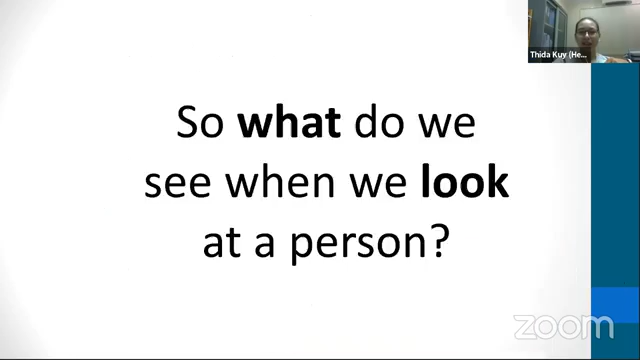 Thida Kuy (He...
So what do we
see when we look
at a person?
zoom